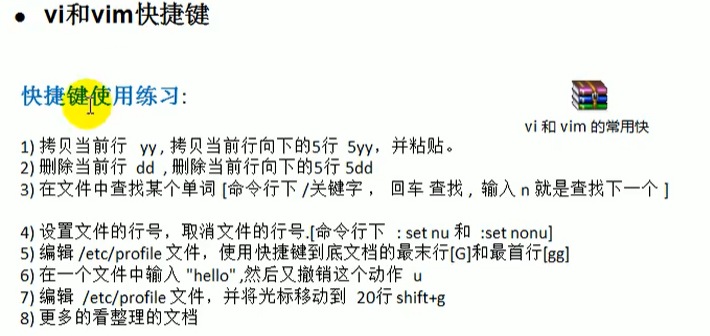 • vi和vim快捷键
快捷键使用练习:
vi 和 vim 的常用快
1) 拷贝当前行 yy , 拷贝当前行向下的5行 5yy，并粘贴。
2) 删除当前行 dd , 删除当前行向下的5行 5dd
3) 在文件中查找某个单词 [命令行下 /关键字 ， 回车 查找 , 输入 n 就是查找下一个 ]
4) 设置文件的行号，取消文件的行号.[命令行下 : set nu 和 :set nonu]
5) 编辑 /etc/profile 文件，使用快捷键到底文档的最末行[G]和最首行[gg]
6) 在一个文件中输入 "hello" ,然后又撤销这个动作 u
7) 编辑 /etc/profile 文件，并将光标移动到 20行 shift+g
8) 更多的看整理的文档